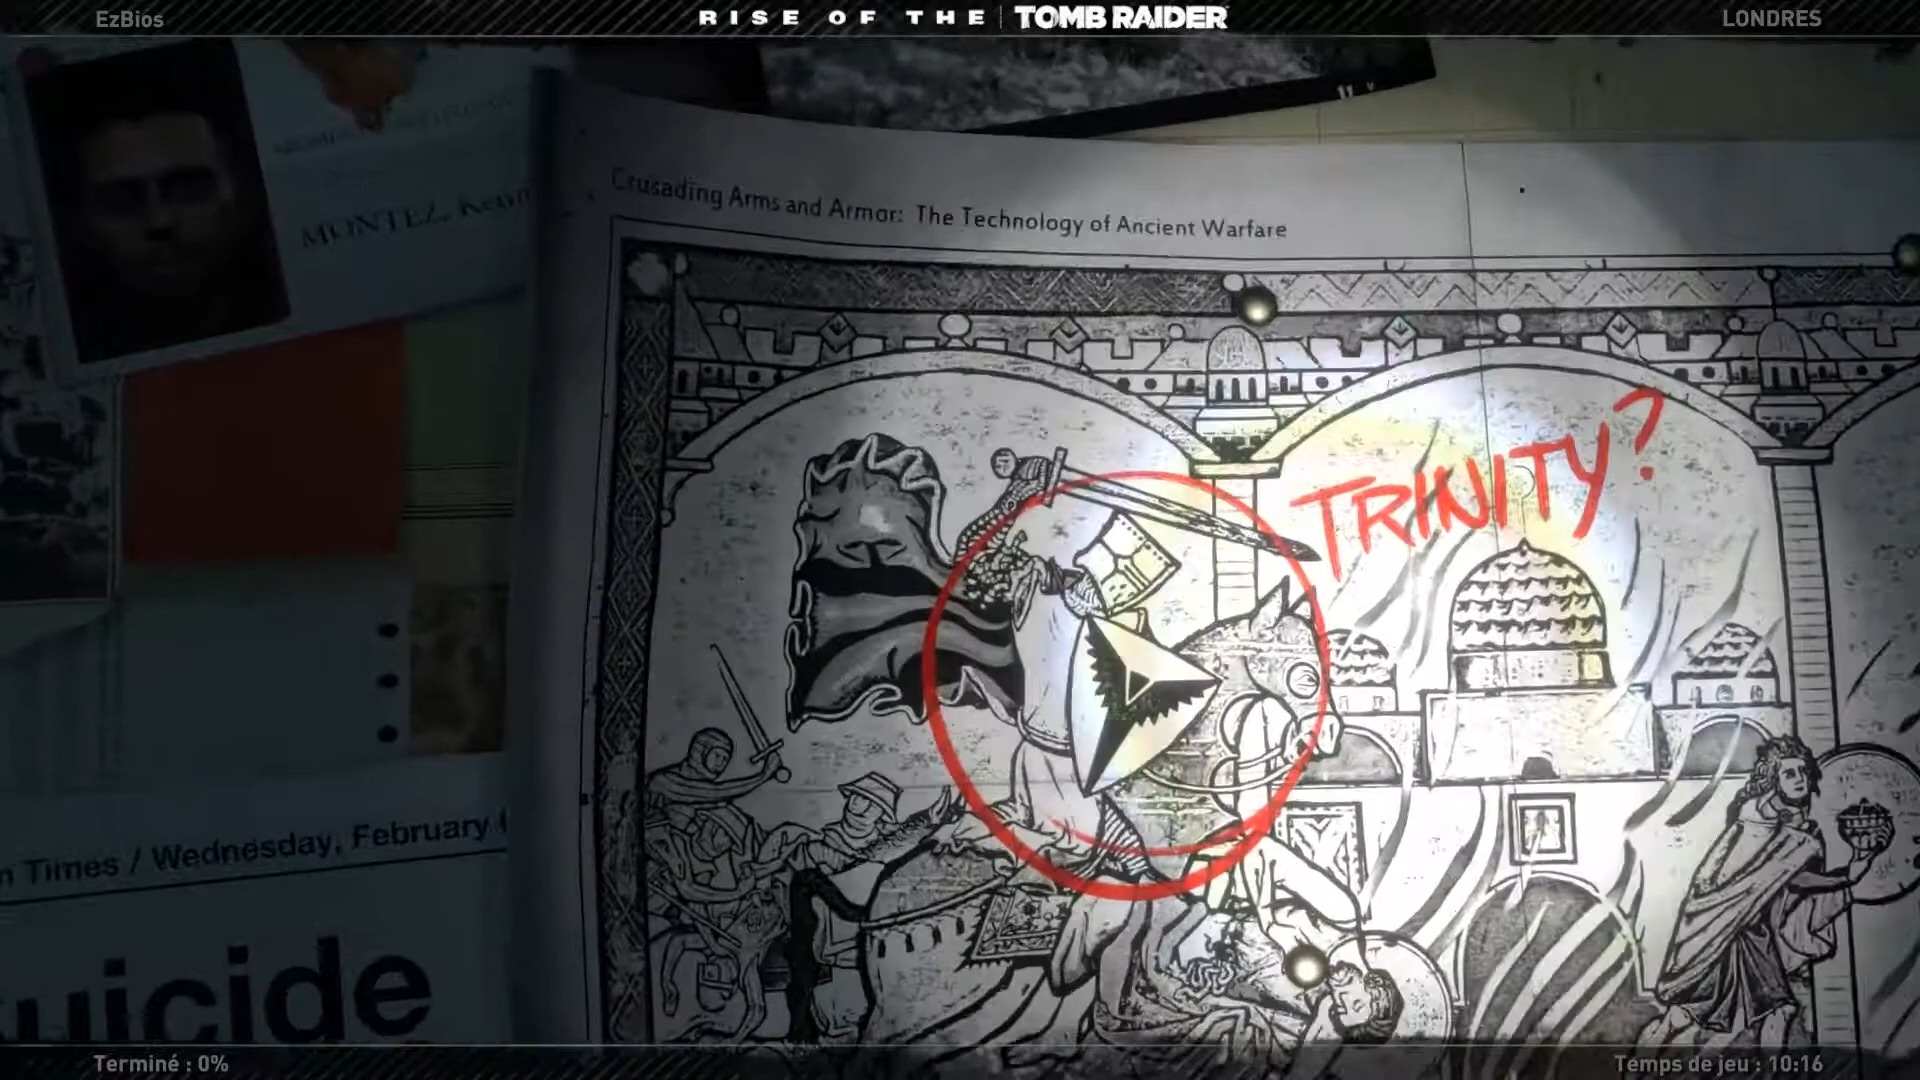 EzBios
RISE OF THE TOMB RAIDER
LONDRES
MONTEZ,
Crusading Arms and Armor: The Technology of Ancient Warfare
TRINITY?
Times / Wednesday, February
uicide
Terminé : 0%
Temps de jeu : 10:16